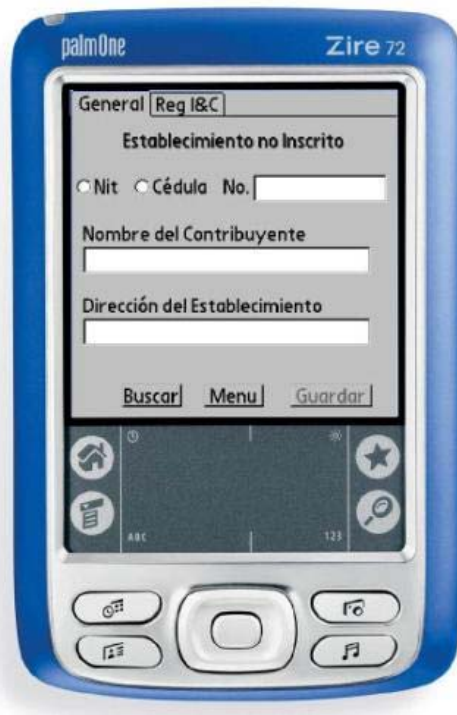 palmOne Zire 72
General Reg I&C
Establecimiento no Inscrito
Nit Cédula No.
Nombre del Contribuyente
Dirección del Establecimiento
Buscar Menu Guardar
ABC 123